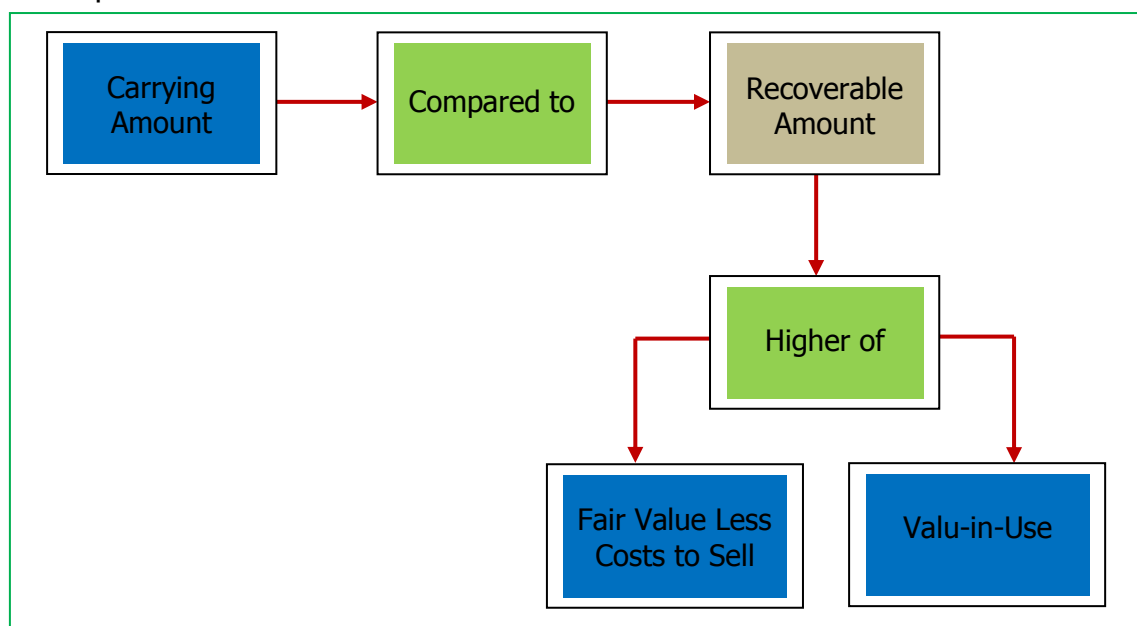 Carrying
Amount
Compared to
Recoverable
Amount
Higher of
Fair Value Less
Costs to Sell
Valu-in-Use